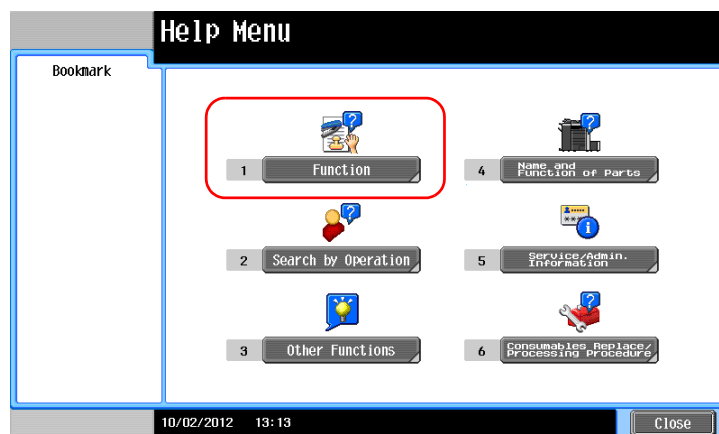 Help Menu
Bookmark
1 Function
4 Name and
Function of Parts
2 Search by Operation
5 Service/Admin.
Information
3 Other Functions
6 Consumables Replace/
Processing Procedure
10/02/2012 13:13
Close